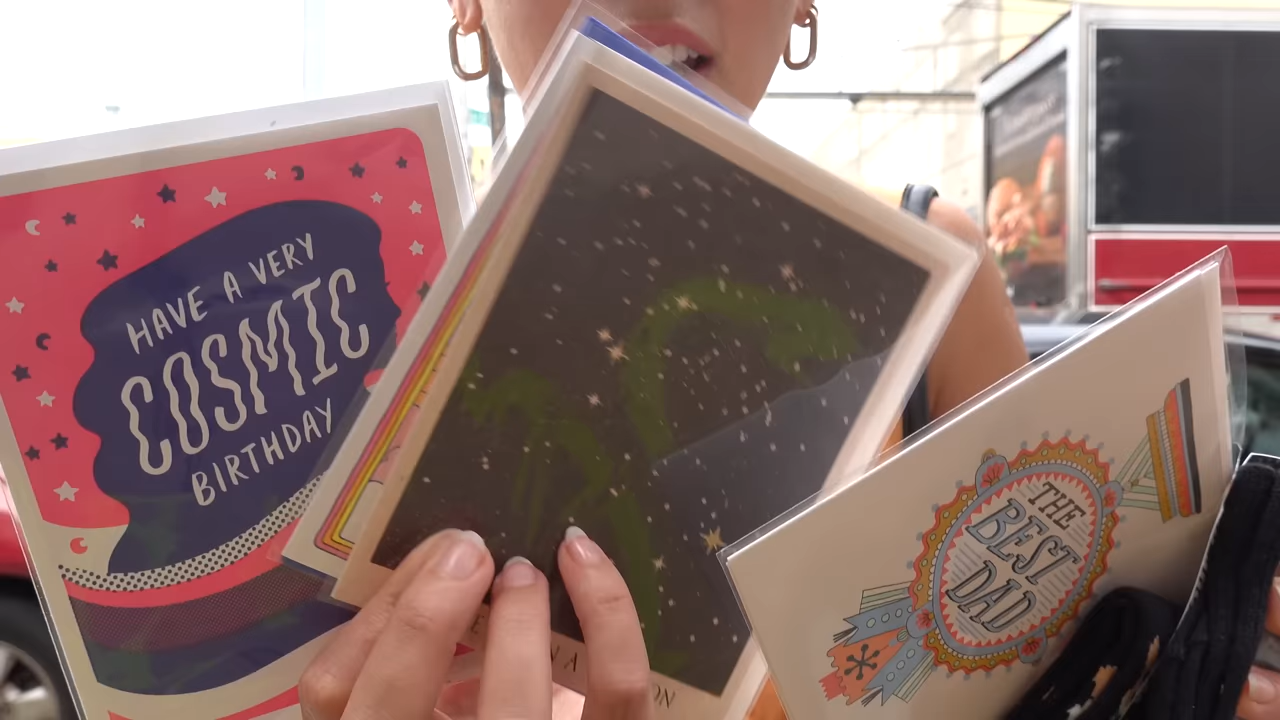 HAVE A VERY
COSMIC
BIRTHDAY
THE
BEST
DAD